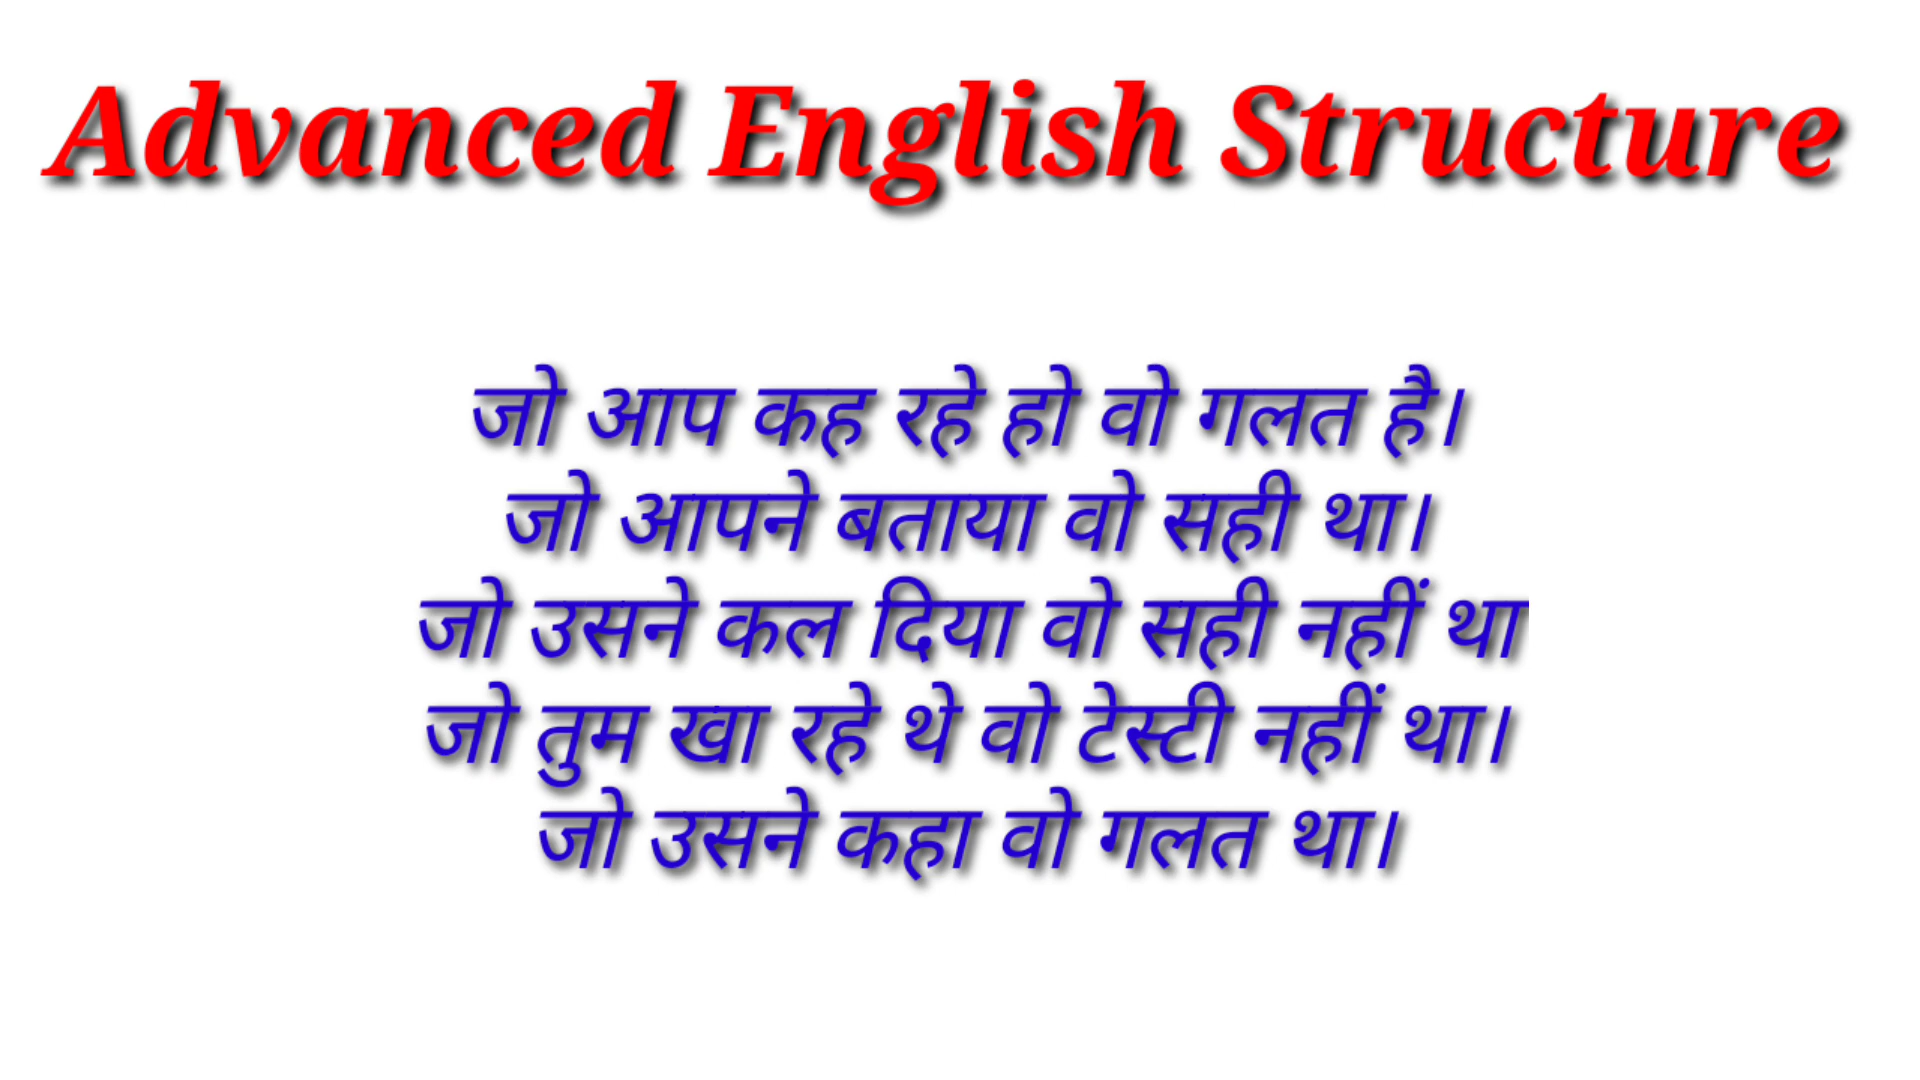 Advanced English Structure
जो आप कह रहे हो वो गलत है।
जो आपने बताया वो सही था।
जो उसने कल दिया वो सही नहीं था
जो तुम खा रहे थे वो टेस्टी नहीं था।
जो उसने कहा वो गलत था।